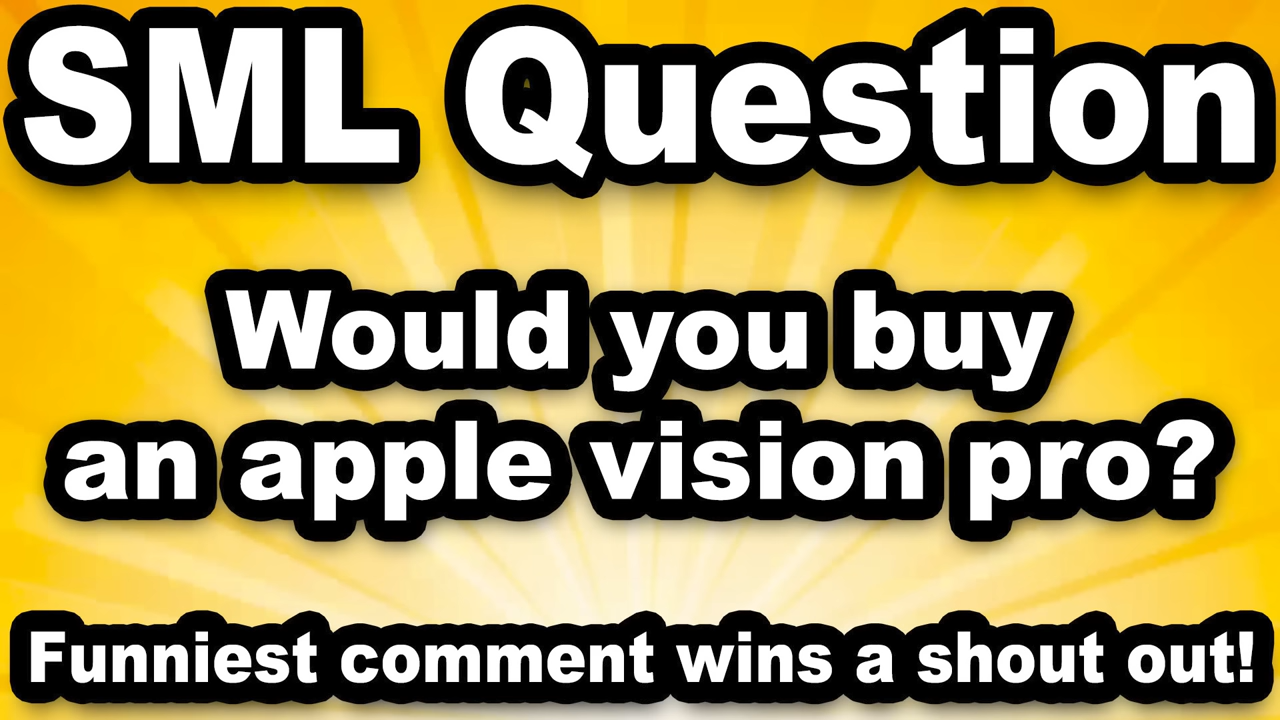 SML Question
Would you buy
an apple vision pro?
Funniest comment wins a shout out!